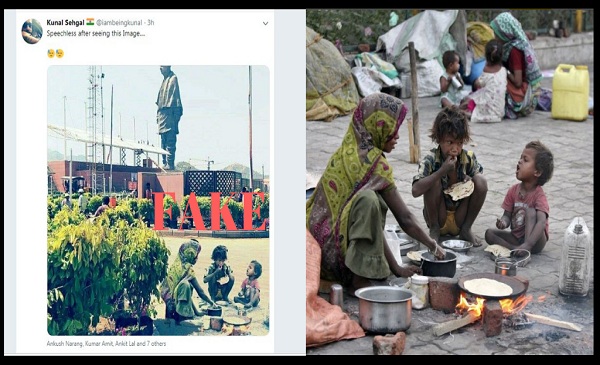 Kunal Sehgal 🇮🇳 @iambeingkunal · 3h
Speechless after seeing this Image...
😓😓
FAKE
Ankush Narang, Kumar Amit, Ankit Lal and 7 others